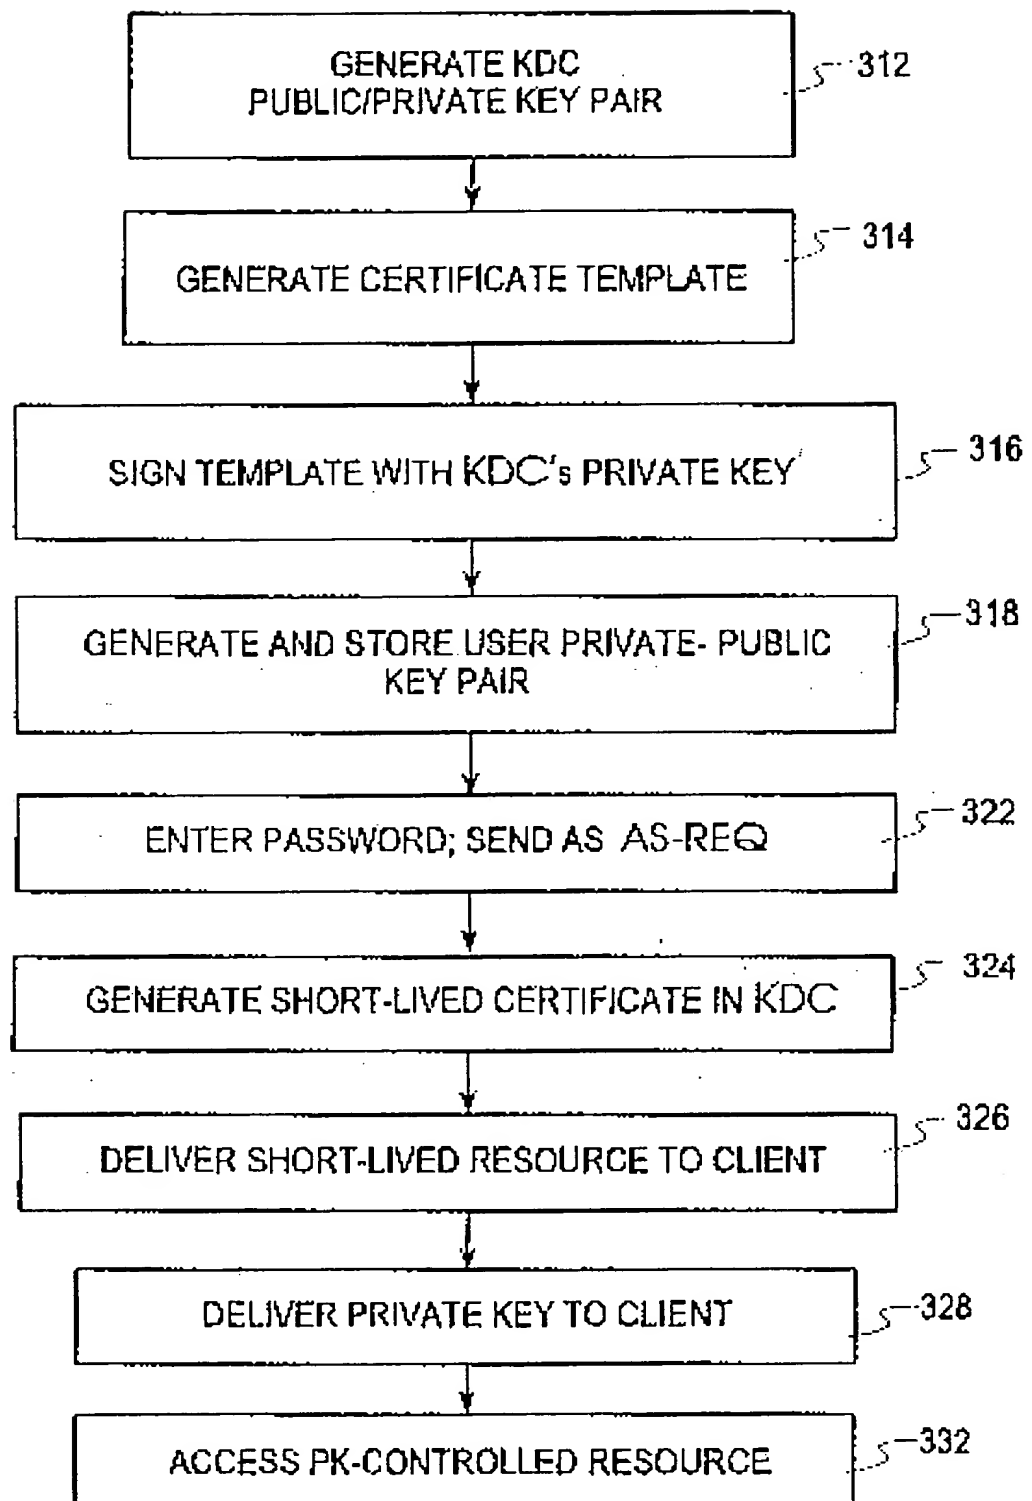 GENERATE KDC
PUBLIC/PRIVATE KEY PAIR
312
GENERATE CERTIFICATE TEMPLATE
314
SIGN TEMPLATE WITH KDC's PRIVATE KEY
316
GENERATE AND STORE USER PRIVATE- PUBLIC
KEY PAIR
318
ENTER PASSWORD; SEND AS AS-REQ
322
GENERATE SHORT-LIVED CERTIFICATE IN KDC
324
DELIVER SHORT-LIVED RESOURCE TO CLIENT
326
DELIVER PRIVATE KEY TO CLIENT
328
ACCESS PK-CONTROLLED RESOURCE
332